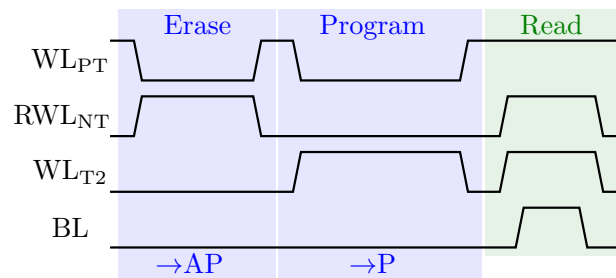 Erase Program Read
WL_PT
RWL_NT
WL_T2
BL
→AP →P